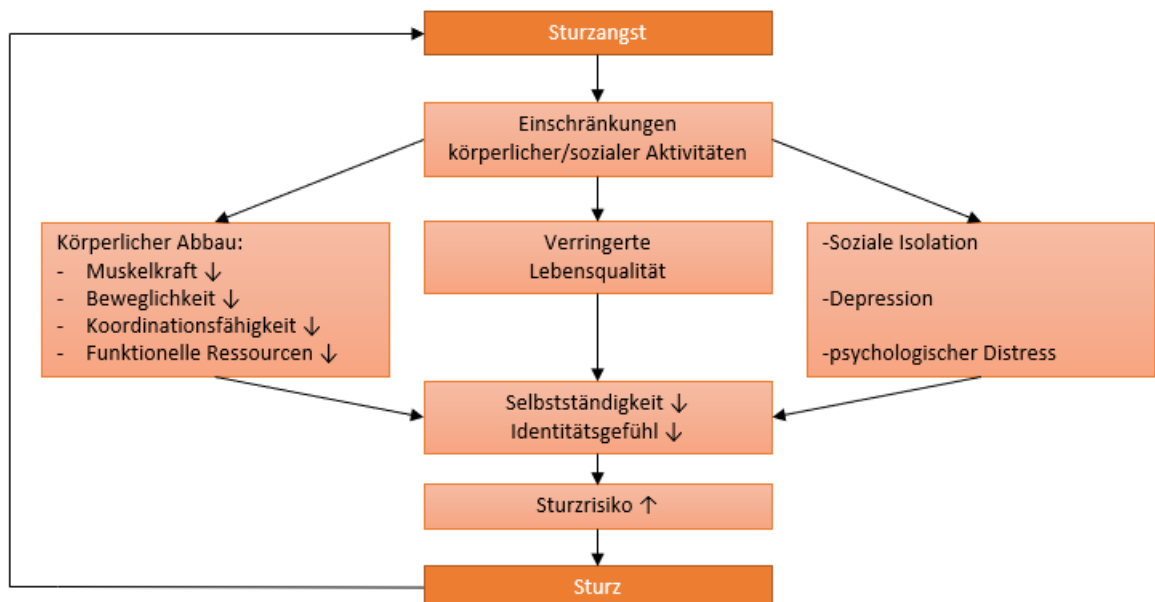 Sturzangst
Einschränkungen
körperlicher/sozialer Aktivitäten
Körperlicher Abbau:
- Muskelkraft ↓
- Beweglichkeit ↓
- Koordinationsfähigkeit ↓
- Funktionelle Ressourcen ↓
Verringerte
Lebensqualität
-Soziale Isolation
-Depression
-psychologischer Distress
Selbstständigkeit ↓
Identitätsgefühl ↓
Sturzrisiko ↑
Sturz